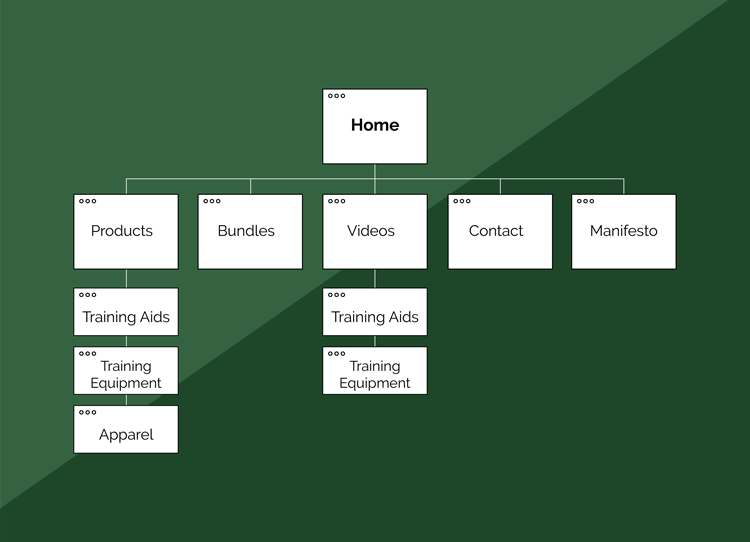 Home
Products
Bundles
Videos
Contact
Manifesto
Training Aids
Training Aids
Training
Equipment
Training
Equipment
Apparel